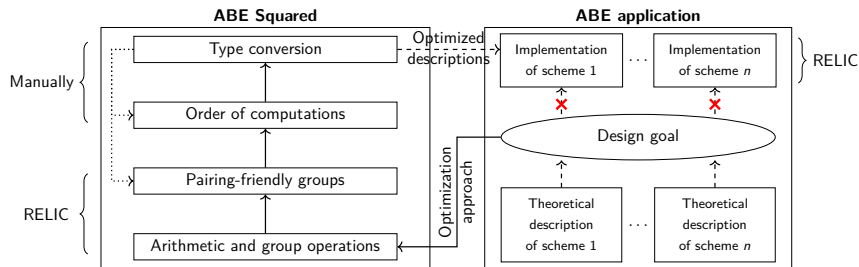 ABE Squared
ABE application
Manually
RELIC
Type conversion
Order of computations
Pairing-friendly groups
Arithmetic and group operations
Optimized
descriptions
Optimization
approach
Implementation
of scheme 1
...
Implementation
of scheme n
RELIC
Design goal
Theoretical
description
of scheme 1
...
Theoretical
description
of scheme n